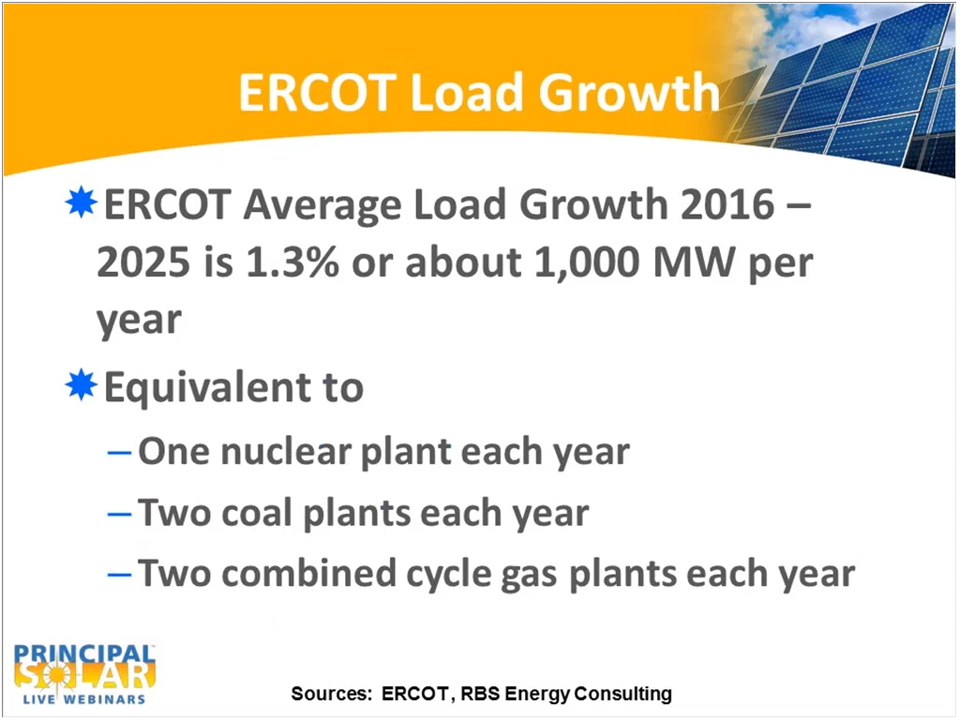 ERCOT Load Growth
ERCOT Average Load Growth 2016 –
2025 is 1.3% or about 1,000 MW per
year
Equivalent to
– One nuclear plant each year
– Two coal plants each year
– Two combined cycle gas plants each year
PRINCIPAL
SOLAR
LIVE WEBINARS
Sources: ERCOT, RBS Energy Consulting